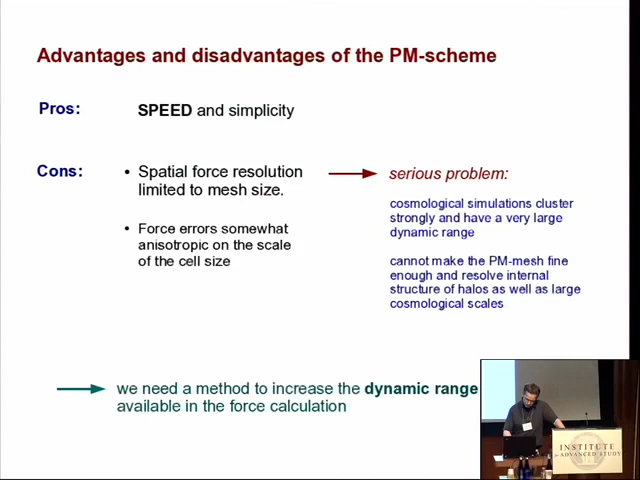 Advantages and disadvantages of the PM-scheme
Pros:
SPEED and simplicity
Cons:
• Spatial force resolution
limited to mesh size.
• Force errors somewhat
anisotropic on the scale
of the cell size
serious problem:
cosmological simulations cluster
strongly and have a very large
dynamic range
cannot make the PM-mesh fine
enough and resolve internal
structure of halos as well as large
cosmological scales
we need a method to increase the dynamic range
available in the force calculation
INSTITUTE
for ADVANCED STUDY